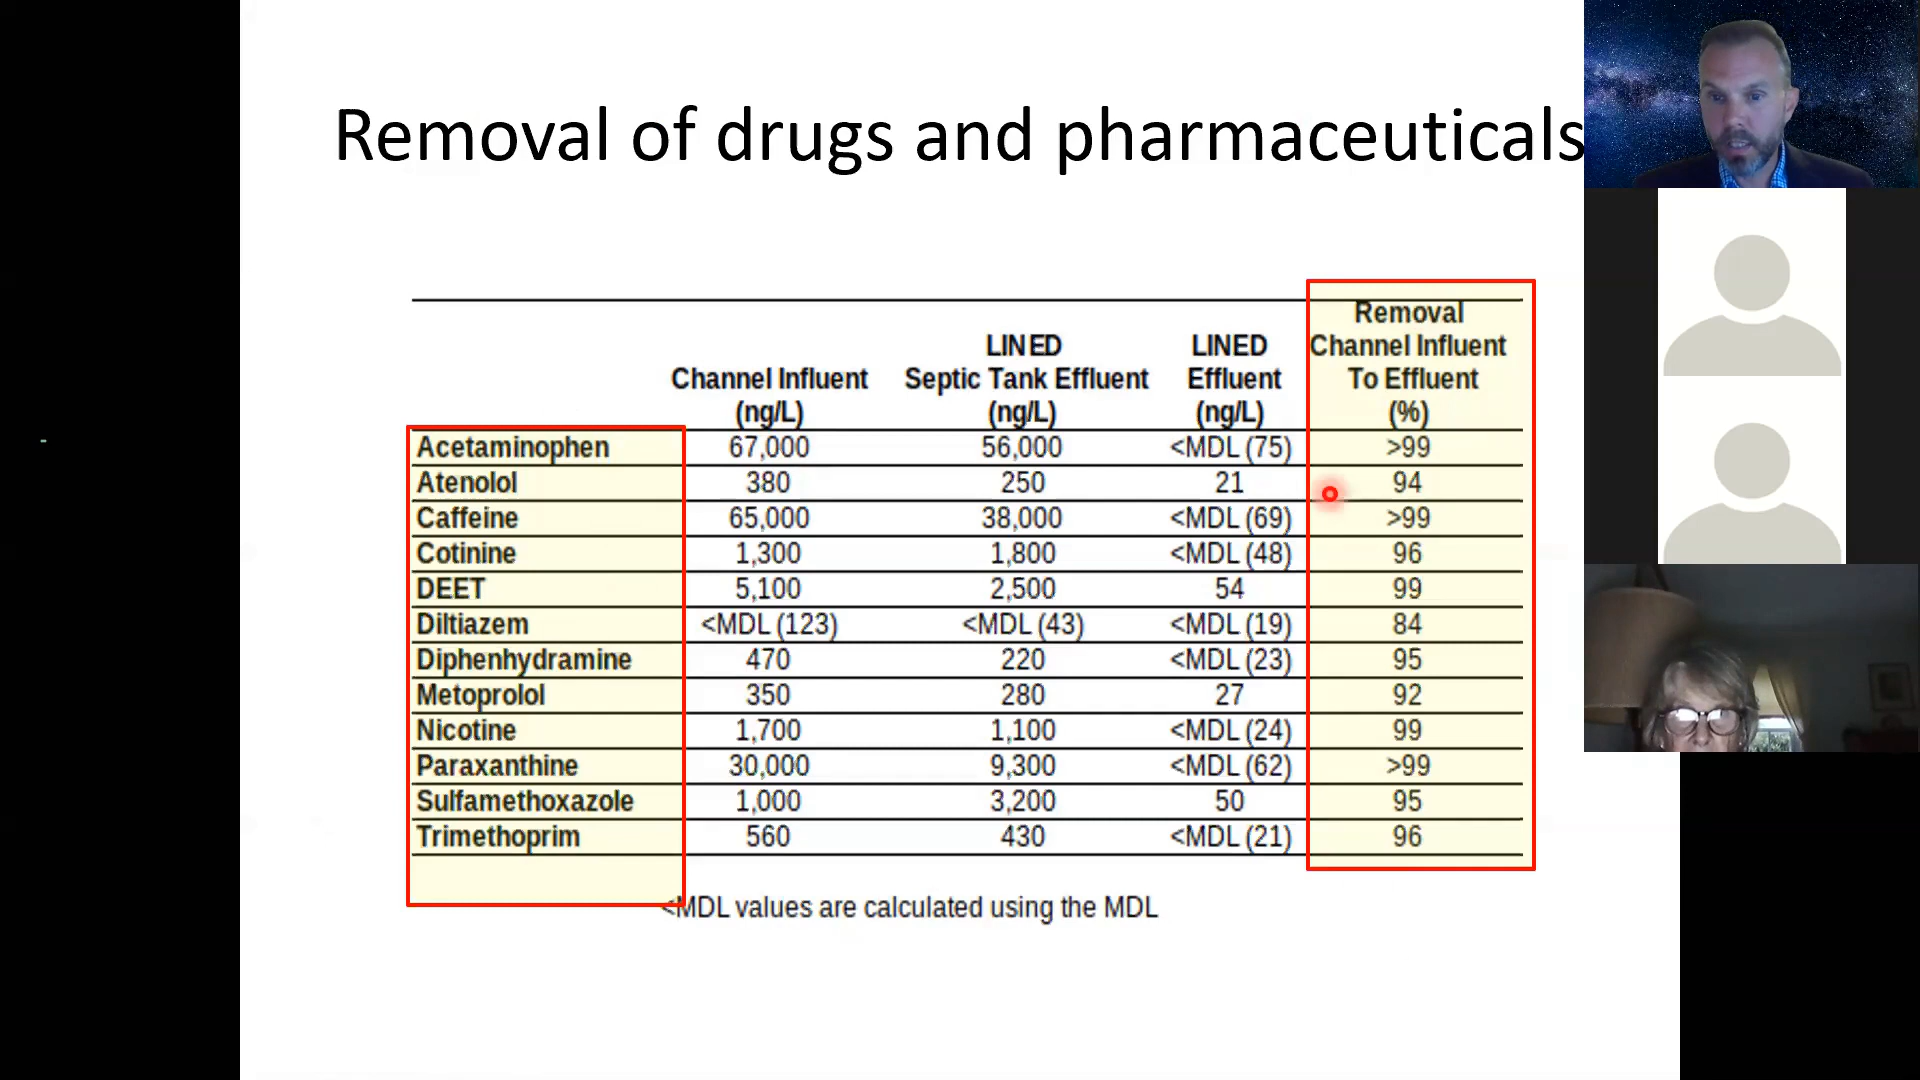 Removal of drugs and pharmaceuticals
Removal
LINED LINED Channel Influent
Channel Influent Septic Tank Effluent Effluent To Effluent
(ng/L) (ng/L) (ng/L) (%)
Acetaminophen 67,000 56,000 <MDL (75) >99
Atenolol 380 250 21 94
Caffeine 65,000 38,000 <MDL (69) >99
Cotinine 1,300 1,800 <MDL (48) 96
DEET 5,100 2,500 54 99
Diltiazem <MDL (123) <MDL (43) <MDL (19) 84
Diphenhydramine 470 220 <MDL (23) 95
Metoprolol 350 280 27 92
Nicotine 1,700 1,100 <MDL (24) 99
Paraxanthine 30,000 9,300 <MDL (62) >99
Sulfamethoxazole 1,000 3,200 50 95
Trimethoprim 560 430 <MDL (21) 96
<MDL values are calculated using the MDL